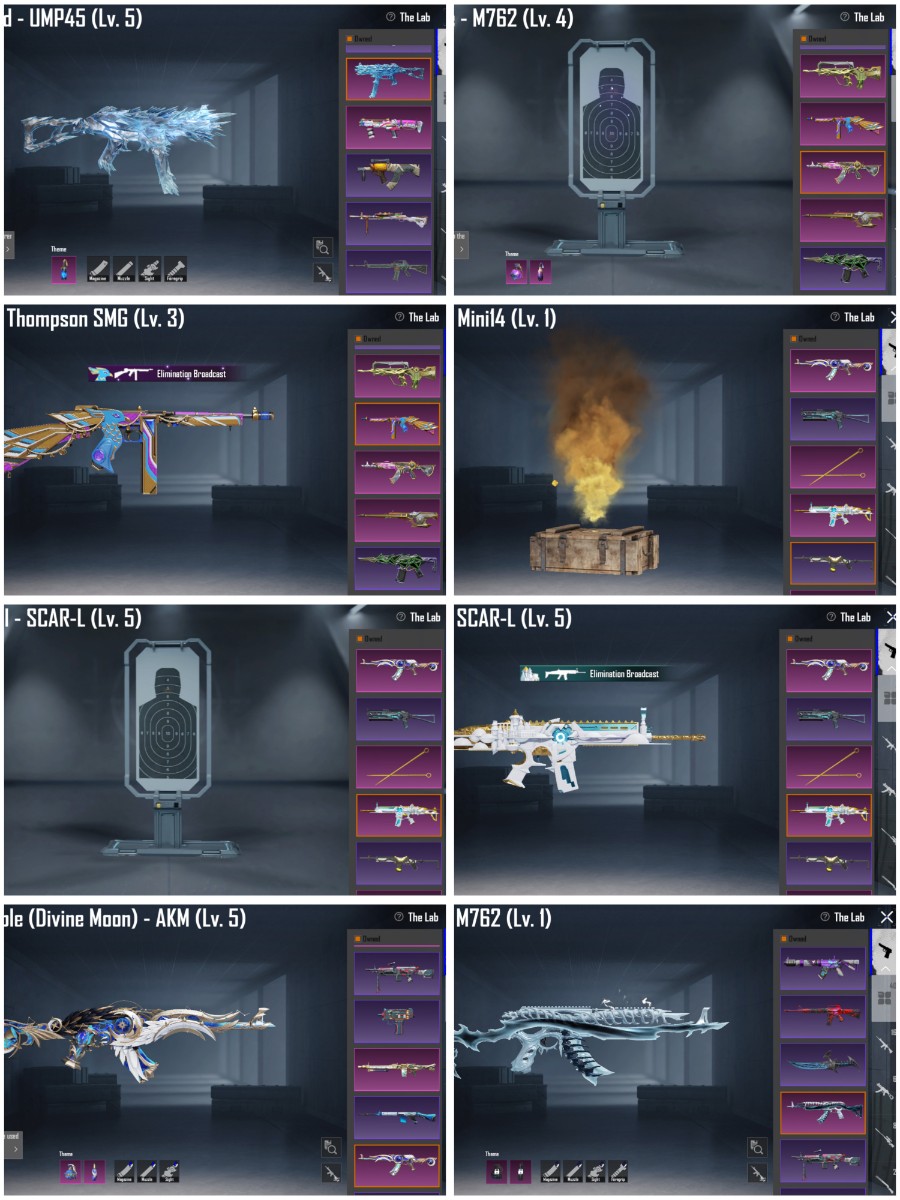 d - UMP45 (Lv. 5)
The Lab
Owned
Theme
Magazine
Muzzle
Sight
Foregrip
- M762 (Lv. 4)
The Lab
Owned
the
Theme
Thompson SMG (Lv. 3)
The Lab
Owned
Elimination Broadcast
Mini14 (Lv. 1)
The Lab
Owned
l - SCAR-L (Lv. 5)
The Lab
Owned
SCAR-L (Lv. 5)
The Lab
Owned
Elimination Broadcast
ole (Divine Moon) - AKM (Lv. 5)
The Lab
Owned
used
Theme
Magazine
Muzzle
Sight
M762 (Lv. 1)
The Lab
Owned
Theme
Magazine
Muzzle
Sight
Foregrip